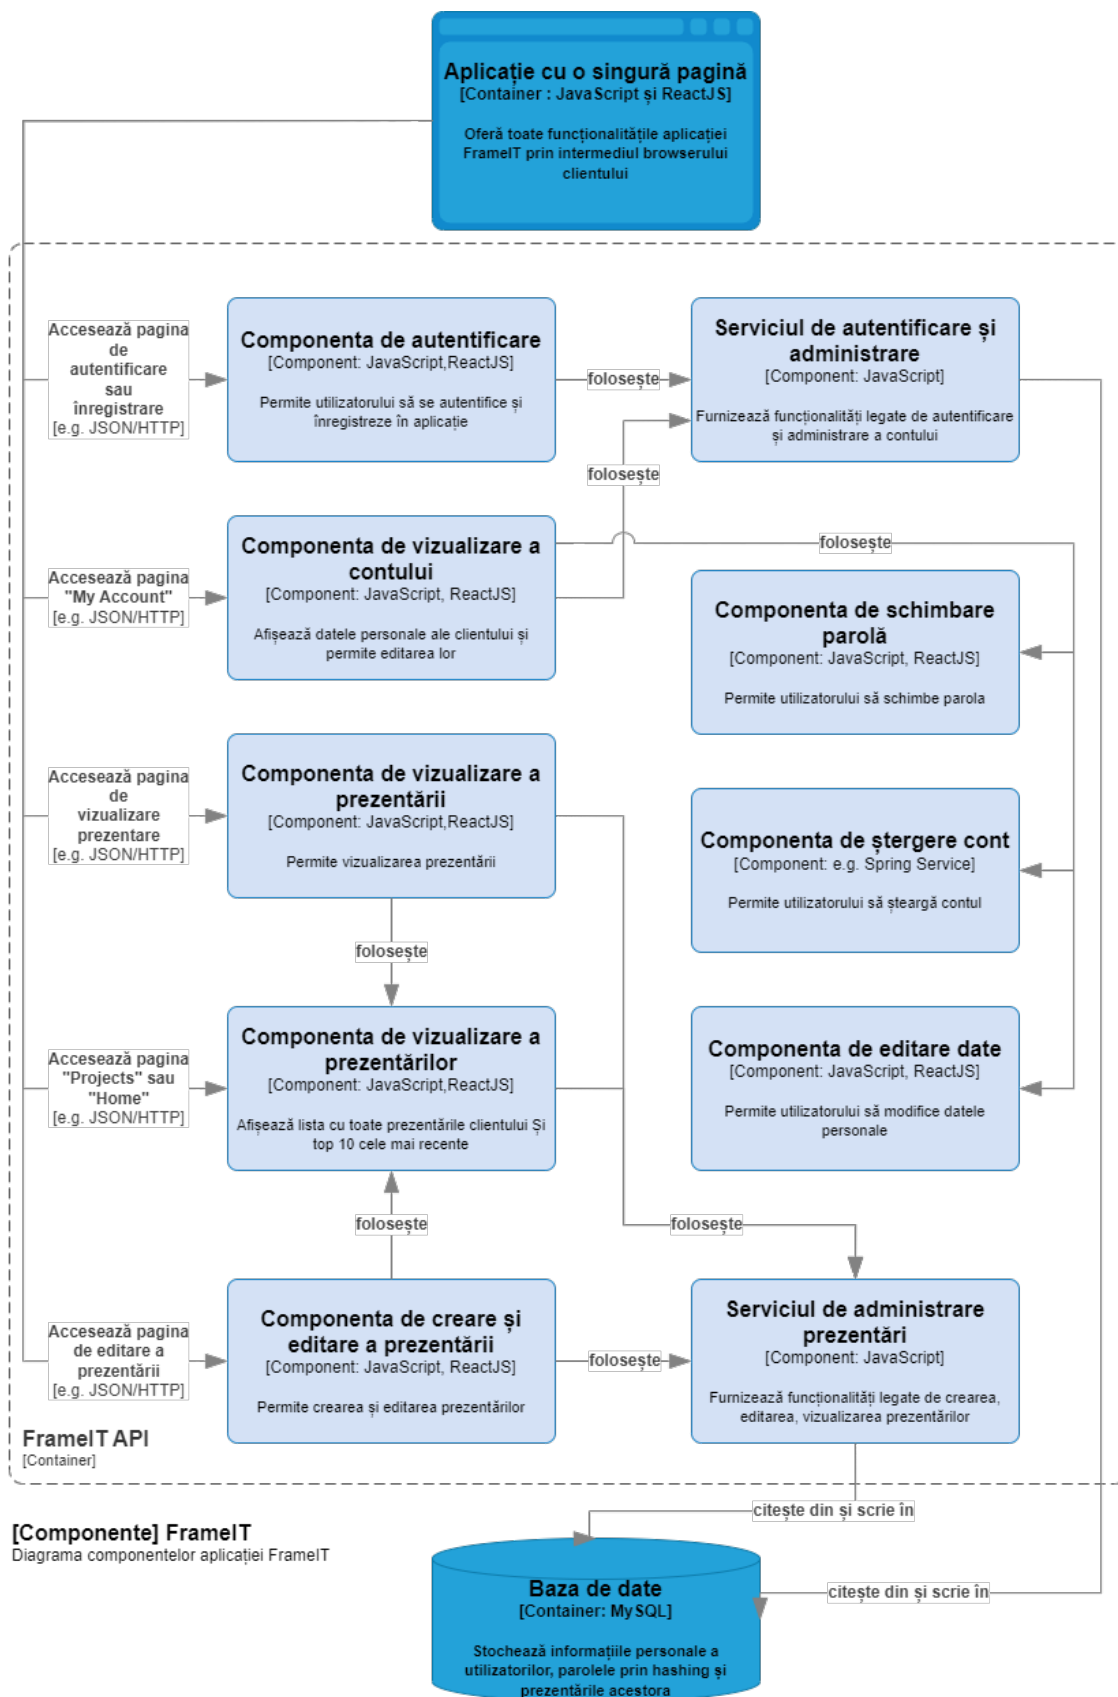 Aplicație cu o singură pagină
[Container : JavaScript și ReactJS]
Oferă toate funcționalitățile aplicației
FrameIT prin intermediul browserului
clientului
Accesează pagina
de
autentificare
sau
înregistrare
[e.g. JSON/HTTP]
Componenta de autentificare
[Component: JavaScript,ReactJS]
Permite utilizatorului să se autentifice și
înregistreze în aplicație
folosește
Serviciul de autentificare și
administrare
[Component: JavaScript]
Furnizează funcționalități legate de autentificare
și administrare a contului
folosește
Accesează pagina
"My Account"
[e.g. JSON/HTTP]
Componenta de vizualizare a
contului
[Component: JavaScript, ReactJS]
Afișează datele personale ale clientului și
permite editarea lor
folosește
Componenta de schimbare
parolă
[Component: JavaScript, ReactJS]
Permite utilizatorului să schimbe parola
Accesează pagina
de
vizualizare
prezentare
[e.g. JSON/HTTP]
Componenta de vizualizare a
prezentării
[Component: JavaScript,ReactJS]
Permite vizualizarea prezentării
Componenta de ștergere cont
[Component: e.g. Spring Service]
Permite utilizatorului să șteargă contul
folosește
Accesează pagina
"Projects" sau
"Home"
[e.g. JSON/HTTP]
Componenta de vizualizare a
prezentărilor
[Component: JavaScript,ReactJS]
Afișează lista cu toate prezentările clientului Și
top 10 cele mai recente
Componenta de editare date
[Component: JavaScript, ReactJS]
Permite utilizatorului să modifice datele
personale
folosește
folosește
Accesează pagina
de editare a
prezentării
[e.g. JSON/HTTP]
Componenta de creare și
editare a prezentării
[Component: JavaScript, ReactJS]
Permite crearea și editarea prezentărilor
folosește
Serviciul de administrare
prezentări
[Component: JavaScript]
Furnizează funcționalități legate de crearea,
editarea, vizualizarea prezentărilor
FrameIT API
[Container]
citește din și scrie în
[Componente] FrameIT
Diagrama componentelor aplicației FrameIT
Baza de date
[Container: MySQL]
Stochează informațiile personale a
utilizatorilor, parolele prin hashing și
prezentările acestora
citește din și scrie în